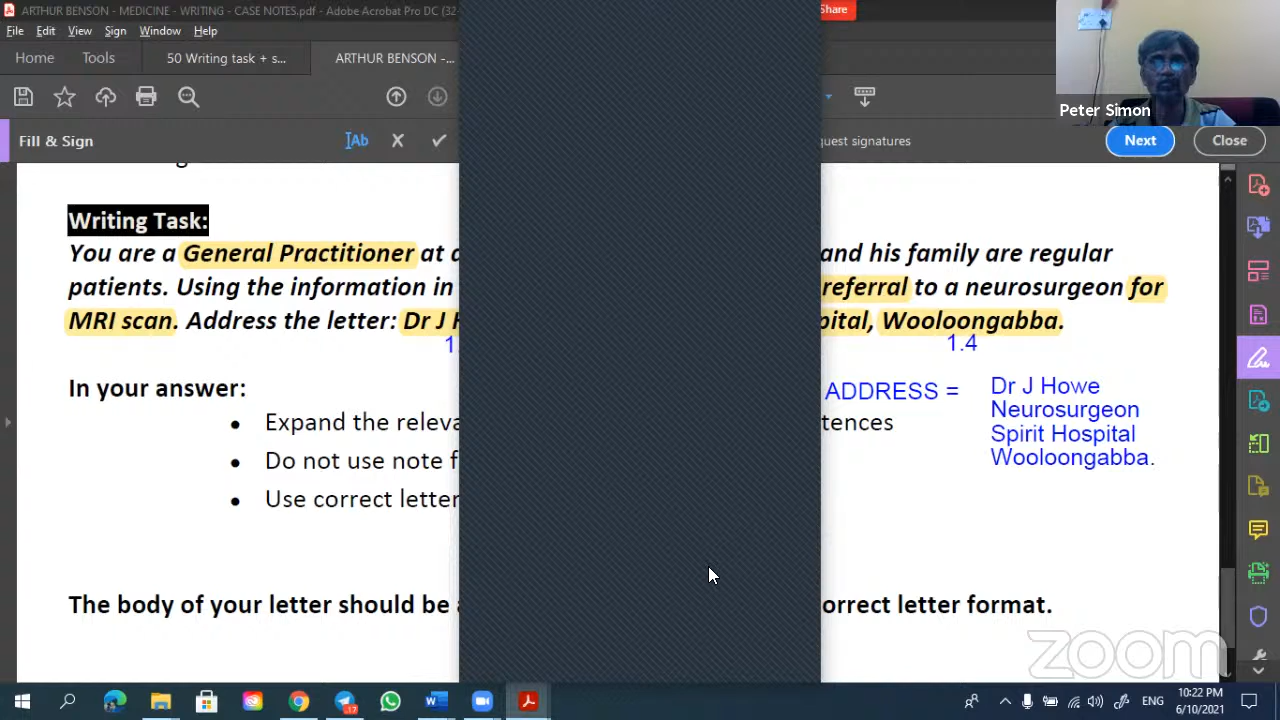 ARTHUR BENSON - MEDICINE - WRITING - CASE NOTES.pdf - Adobe Acrobat Pro DC (32-
Share
File Edit View Sign Window Help
Home Tools 50 Writing task + s... ARTHUR BENSON -...
Peter Simon
Fill & Sign
quest signatures
Next
Close
Writing Task:
You are a General Practitioner at and his family are regular
patients. Using the information in referral to a neurosurgeon for
MRI scan. Address the letter: Dr J pital, Wooloongabba.
1. 1.4
In your answer:
ADDRESS = Dr J Howe
Neurosurgeon
Spirit Hospital
Wooloongabba.
Expand the releva tences
Do not use note f
Use correct letter
The body of your letter should be orrect letter format.
zoom
17
ENG
10:22 PM
6/10/2021